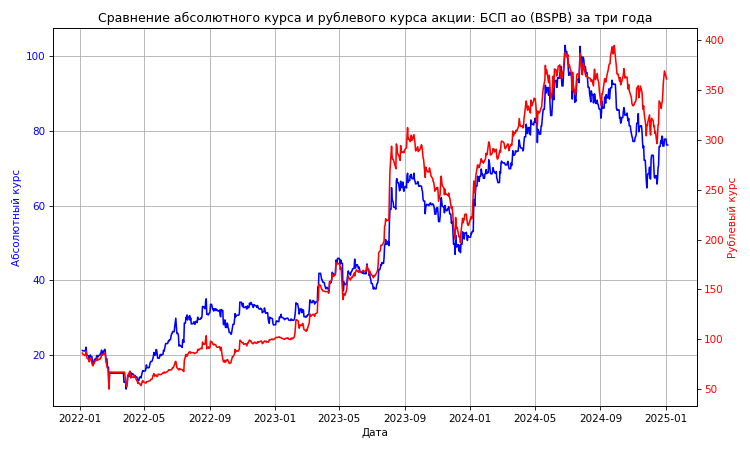 Сравнение абсолютного курса и рублевого курса акции: БСП ао (BSPB) за три года
100
80
60
40
20
Абсолютный курс
400
350
300
250
200
150
100
50
Рублевый курс
2022-01 2022-05 2022-09 2023-01 2023-05 2023-09 2024-01 2024-05 2024-09 2025-01
Дата